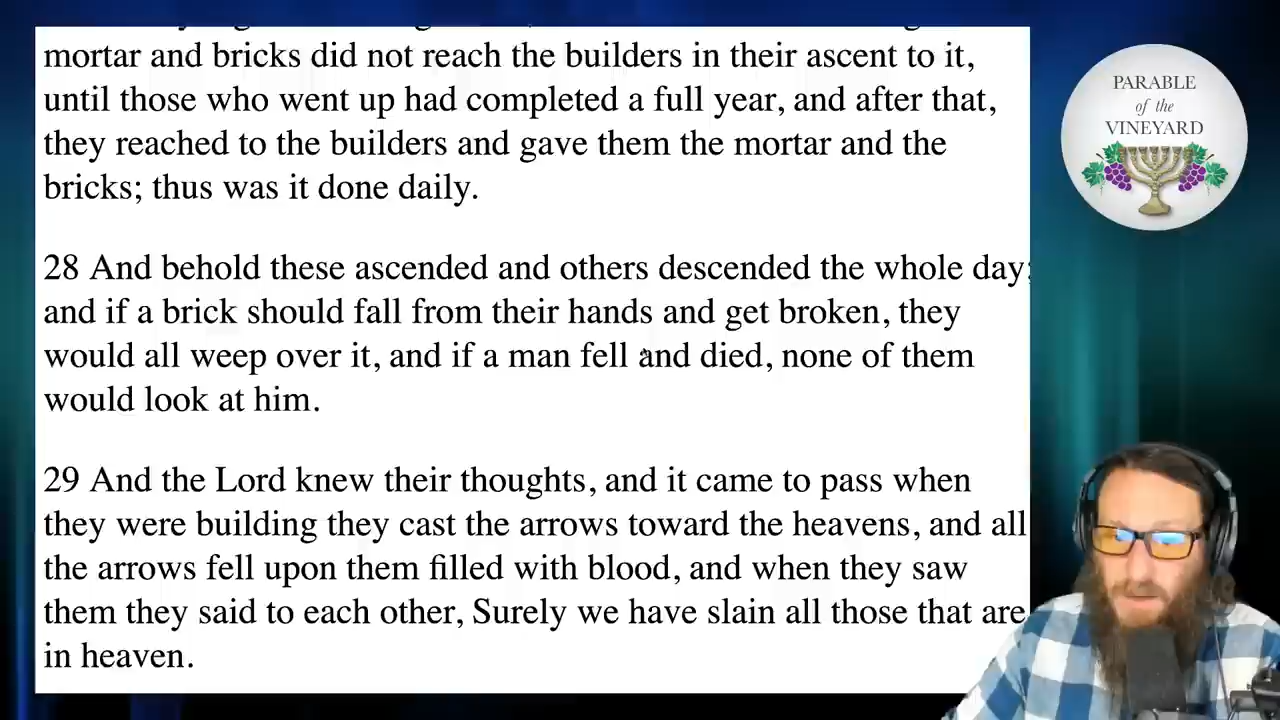 mortar and bricks did not reach the builders in their ascent to it,
until those who went up had completed a full year, and after that,
they reached to the builders and gave them the mortar and the
bricks; thus was it done daily.
28 And behold these ascended and others descended the whole day;
and if a brick should fall from their hands and get broken, they
would all weep over it, and if a man fell and died, none of them
would look at him.
29 And the Lord knew their thoughts, and it came to pass when
they were building they cast the arrows toward the heavens, and all
the arrows fell upon them filled with blood, and when they saw
them they said to each other, Surely we have slain all those that are
in heaven.
PARABLE
of the
VINEYARD